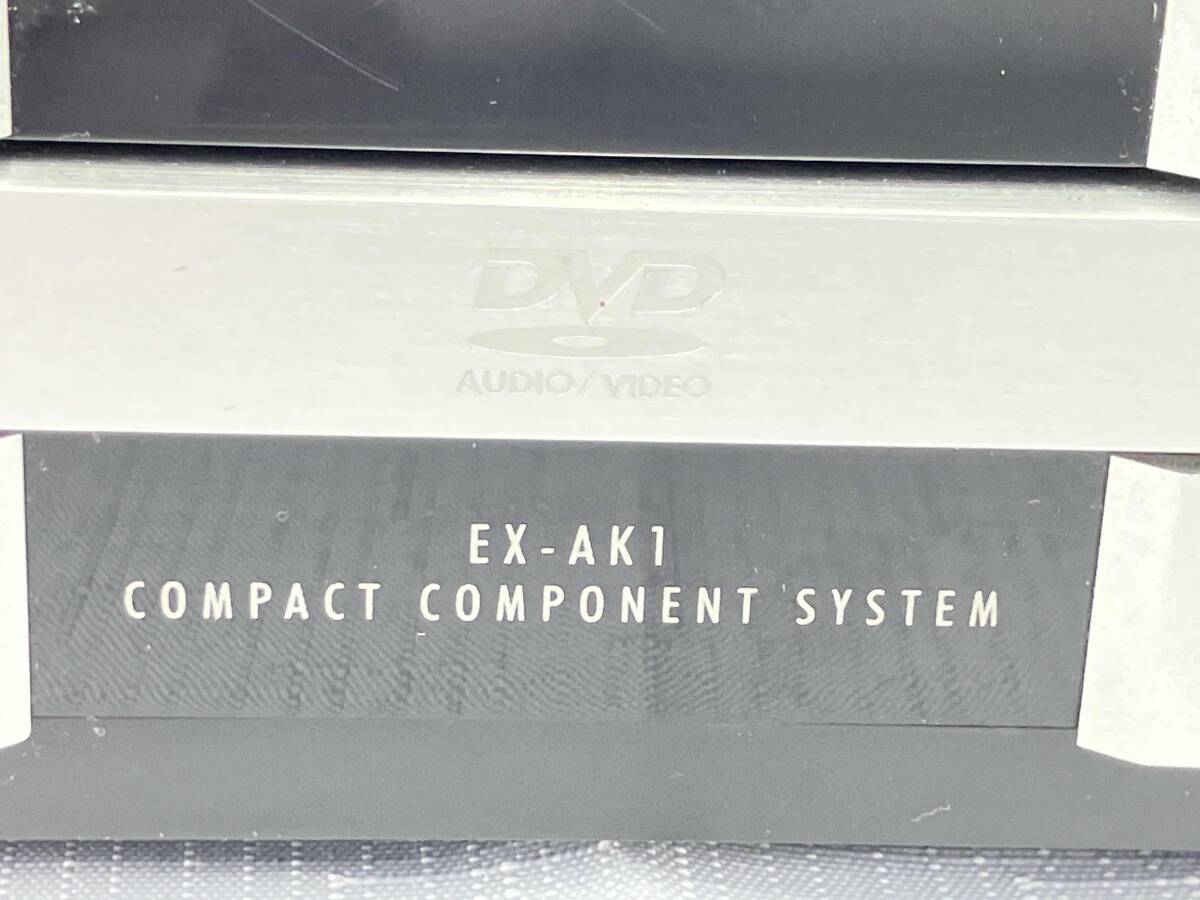 DVD
AUDIO/VIDEO
EX-AK1
COMPACT COMPONENT SYSTEM